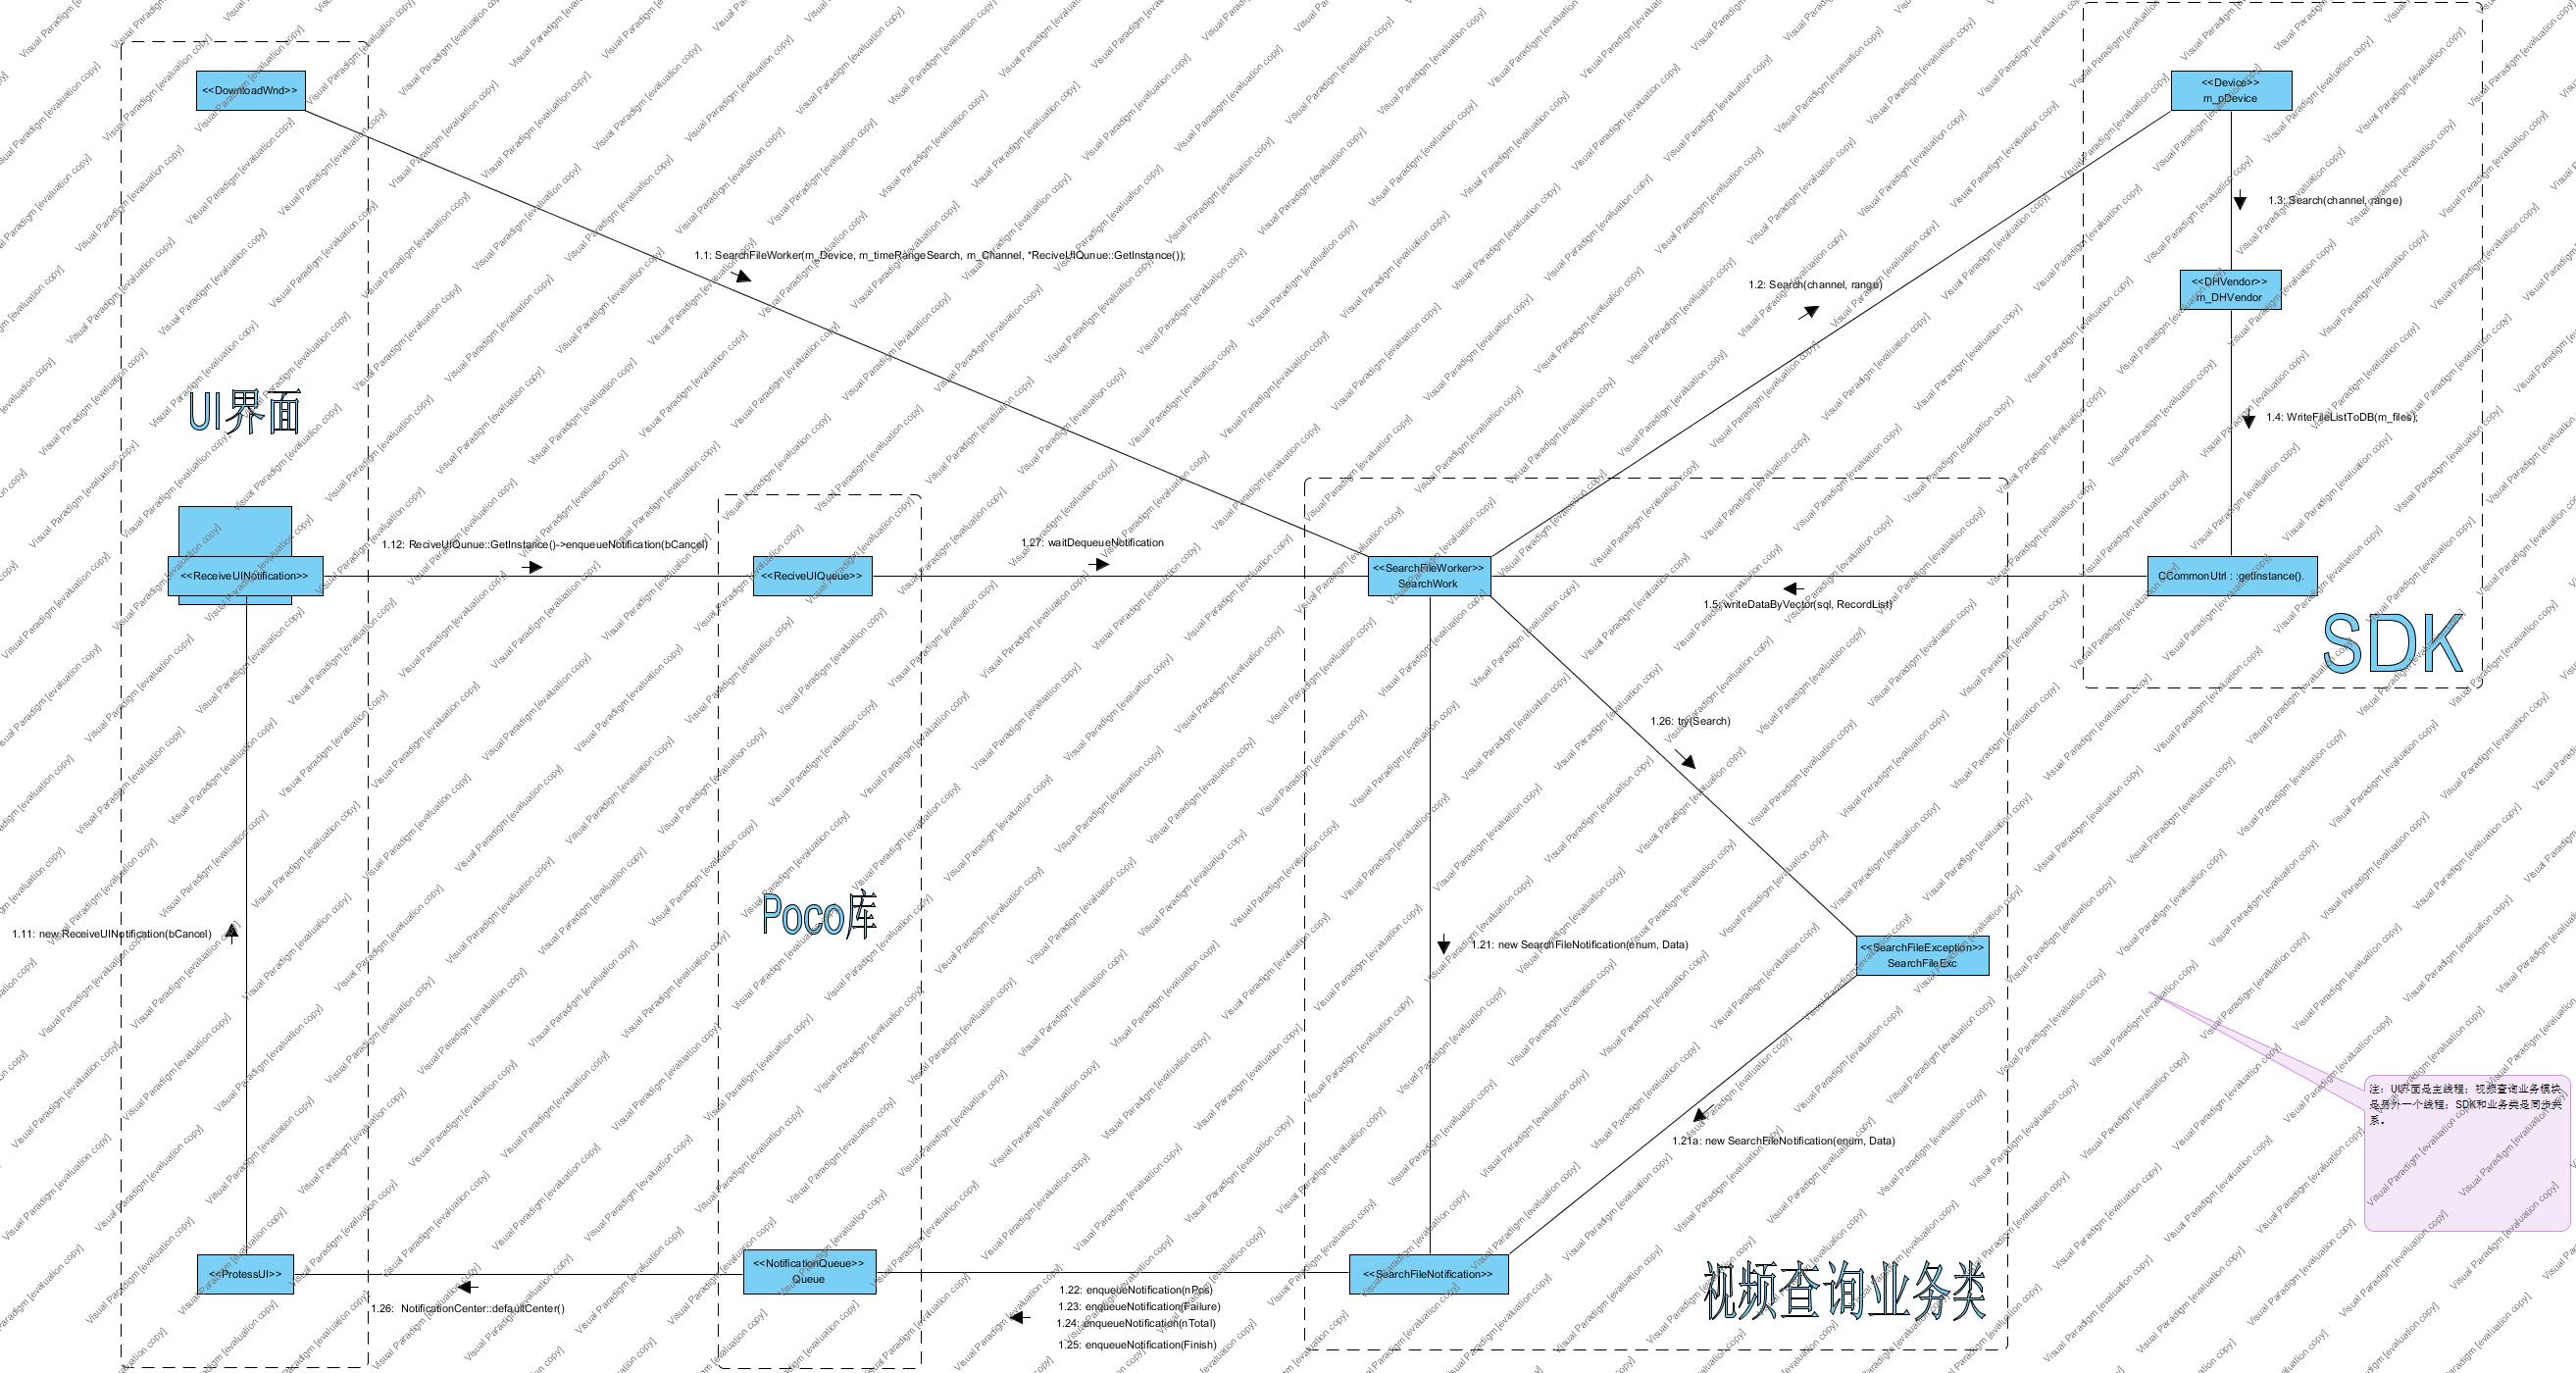 <<DownloadWnd>>
<<Device>>
m_pDevice
1.3: Search(channel, range)
1.1: SearchFileWorker(m_Device, m_timeRangeSearch, m_Channel, *ReciveUIQunue::GetInstance());
1.2: Search(channel, range)
<<DHVendor>>
m_DHVendor
UI界面
1.4: WriteFileListToDB(m_files);
1.12: ReciveUIQunue::GetInstance()->enqueueNotification(bCancel)
1.27: waitDequeueNotification
<<ReceiveUINotification>>
<<ReciveUIQueue>>
<<SearchFileWorker>>
SearchWork
CCommonUtrl : :getInstance().
1.5: writeDataByVector(sql, RecordList)
SDK
1.26: try(Search)
Poco库
1.11: new ReceiveUINotification(bCancel)
1.21: new SearchFileNotification(enum, Data)
<<SearchFileException>>
SearchFileExc
注：UI界面是主线程；视频查询业务模块
是另外一个线程；SDK和业务类是同步关
系。
1.21a: new SearchFileNotification(enum, Data)
<<ProtessUI>>
<<NotificationQueue>>
Queue
<<SearchFileNotification>>
视频查询业务类
1.26: NotificationCenter::defaultCenter()
1.22: enqueueNotification(nPos)
1.23: enqueueNotification(Failure)
1.24: enqueueNotification(nTotal)
1.25: enqueueNotification(Finish)
Visual Paradigm [evaluation copy]